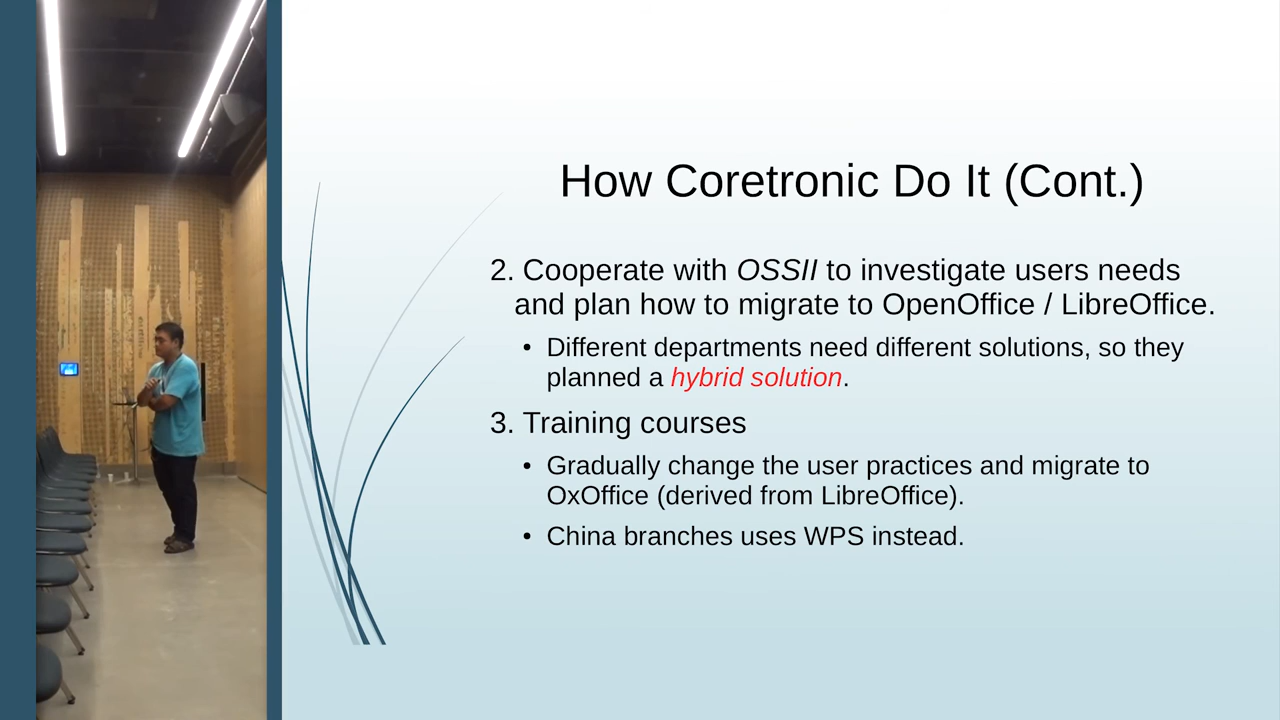 How Coretronic Do It (Cont.)
2. Cooperate with OSSII to investigate users needs
and plan how to migrate to OpenOffice / LibreOffice.
• Different departments need different solutions, so they
planned a hybrid solution.
3. Training courses
• Gradually change the user practices and migrate to
OxOffice (derived from LibreOffice).
• China branches uses WPS instead.